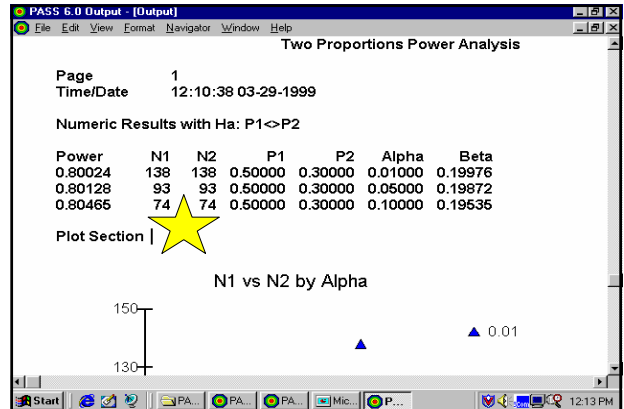 PASS 6.0 Output - [Output]
File Edit View Format Navigator Window Help
Two Proportions Power Analysis
Page 1
Time/Date 12:10:38 03-29-1999
Numeric Results with Ha: P1<>P2
Power N1 N2 P1 P2 Alpha Beta
0.80024 138 138 0.50000 0.30000 0.01000 0.19976
0.80128 93 93 0.50000 0.30000 0.05000 0.19872
0.80465 74 74 0.50000 0.30000 0.10000 0.19535
Plot Section
N1 vs N2 by Alpha
150
0.01
130
Start PA... PA... PA... Mic... P... 12:13 PM